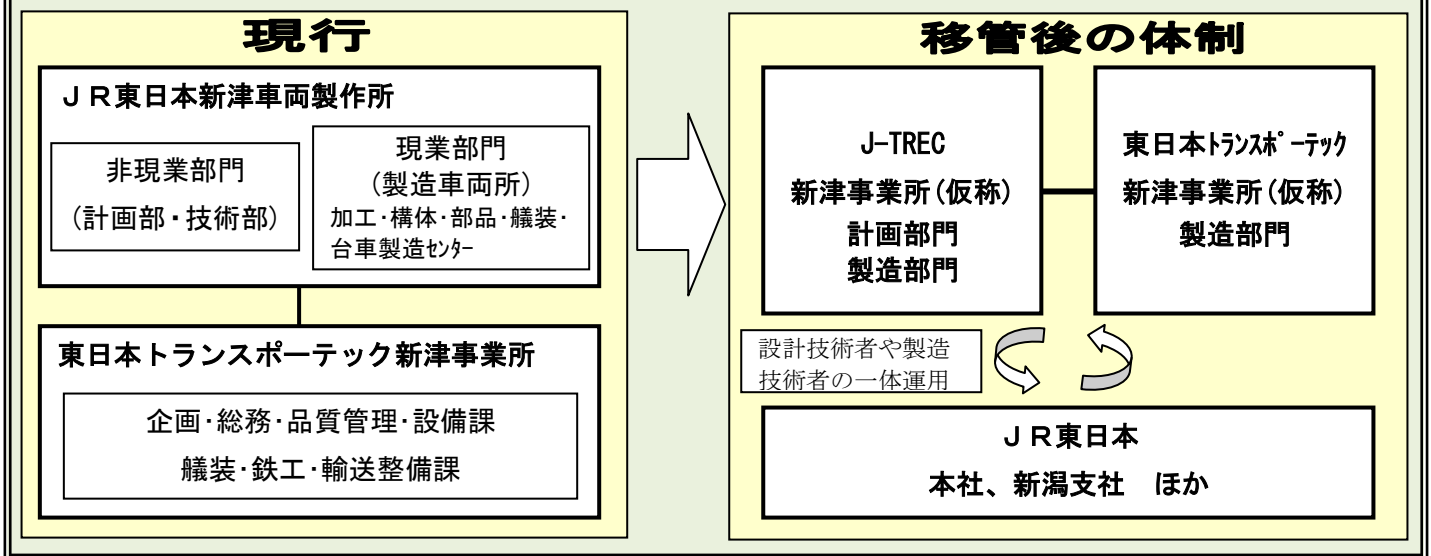 現行
ＪＲ東日本新津車両製作所
非現業部門
(計画部・技術部)
現業部門
(製造車両所)
加工･構体･部品･艤装･
台車製造ｾﾝﾀｰ
東日本トランスポーテック新津事業所
企画･総務･品質管理･設備課
艤装･鉄工･輸送整備課
移管後の体制
J-TREC
新津事業所(仮称)
計画部門
製造部門
東日本ﾄﾗﾝｽﾎﾟｰﾃｯｸ
新津事業所(仮称)
製造部門
設計技術者や製造
技術者の一体運用
ＪＲ東日本
本社、新潟支社　ほか